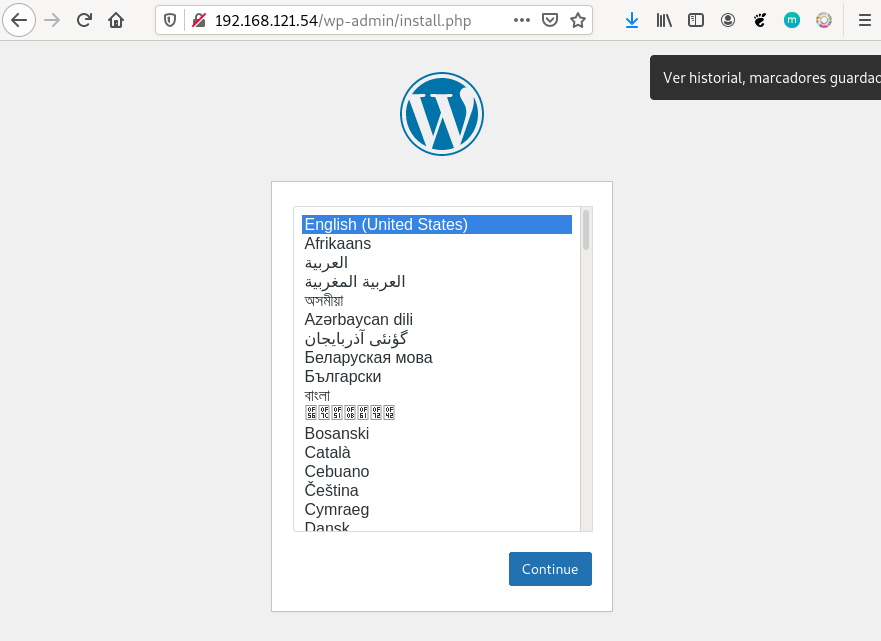 192.168.121.54/wp-admin/install.php
Ver historial, marcadores guardad
English (United States)
Afrikaans
العربية
العربية المغربية
অসমীয়া
Azərbaycan dili
گؤنئی آذربایجان
Беларуская мова
Български
বাংলা
Bosanski
Català
Cebuano
Čeština
Cymraeg
Dansk
Continue